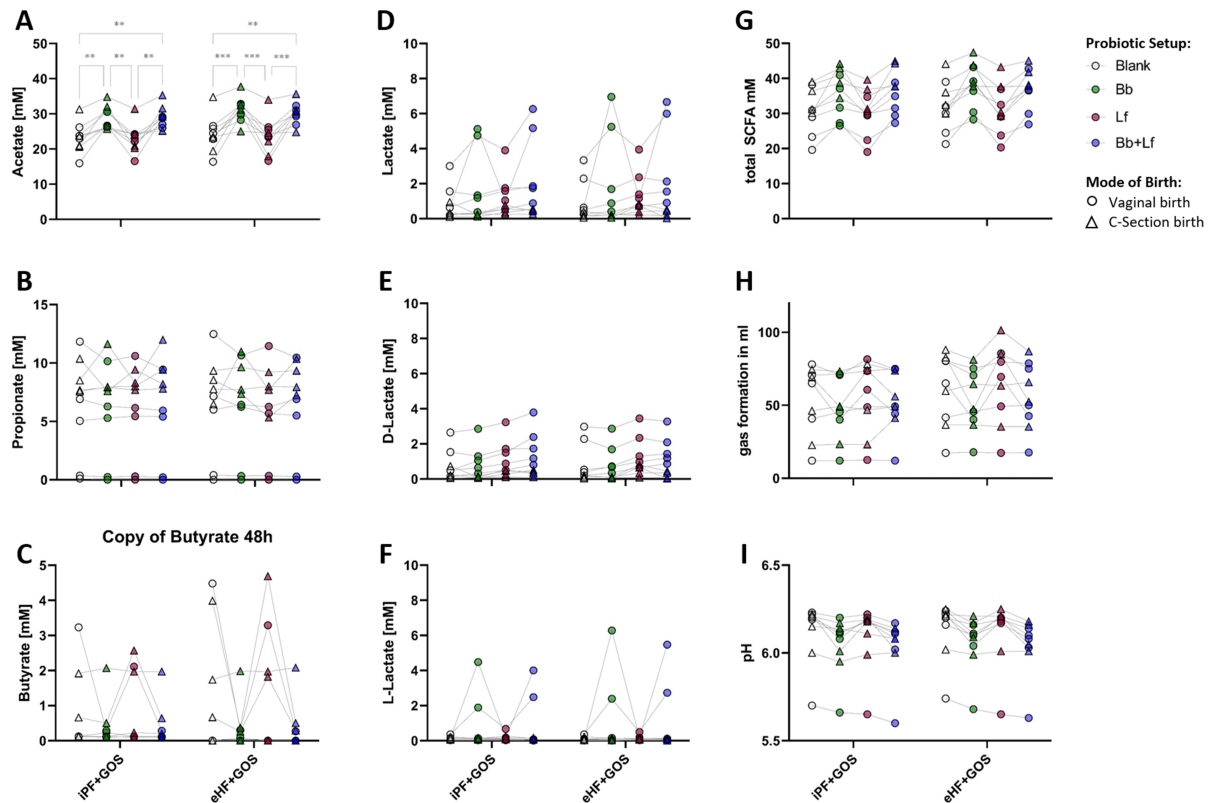 A
** **
** ** ** *** *** ***
50
40
30
20
10
0
Acetate [mM]
D
10
8
6
4
2
0
Lactate [mM]
G
50
40
30
20
10
0
total SCFA mM
Probiotic Setup:
Blank
Bb
Lf
Bb+Lf
Mode of Birth:
Vaginal birth
C-Section birth
B
15
10
5
0
Propionate [mM]
E
10
8
6
4
2
0
D-Lactate [mM]
H
100
50
0
gas formation in ml
C
Copy of Butyrate 48h
5
4
3
2
1
0
Butyrate [mM]
iPF+GOS
eHF+GOS
F
10
8
6
4
2
0
L-Lactate [mM]
iPF+GOS
eHF+GOS
I
6.5
6.0
5.5
pH
iPF+GOS
eHF+GOS